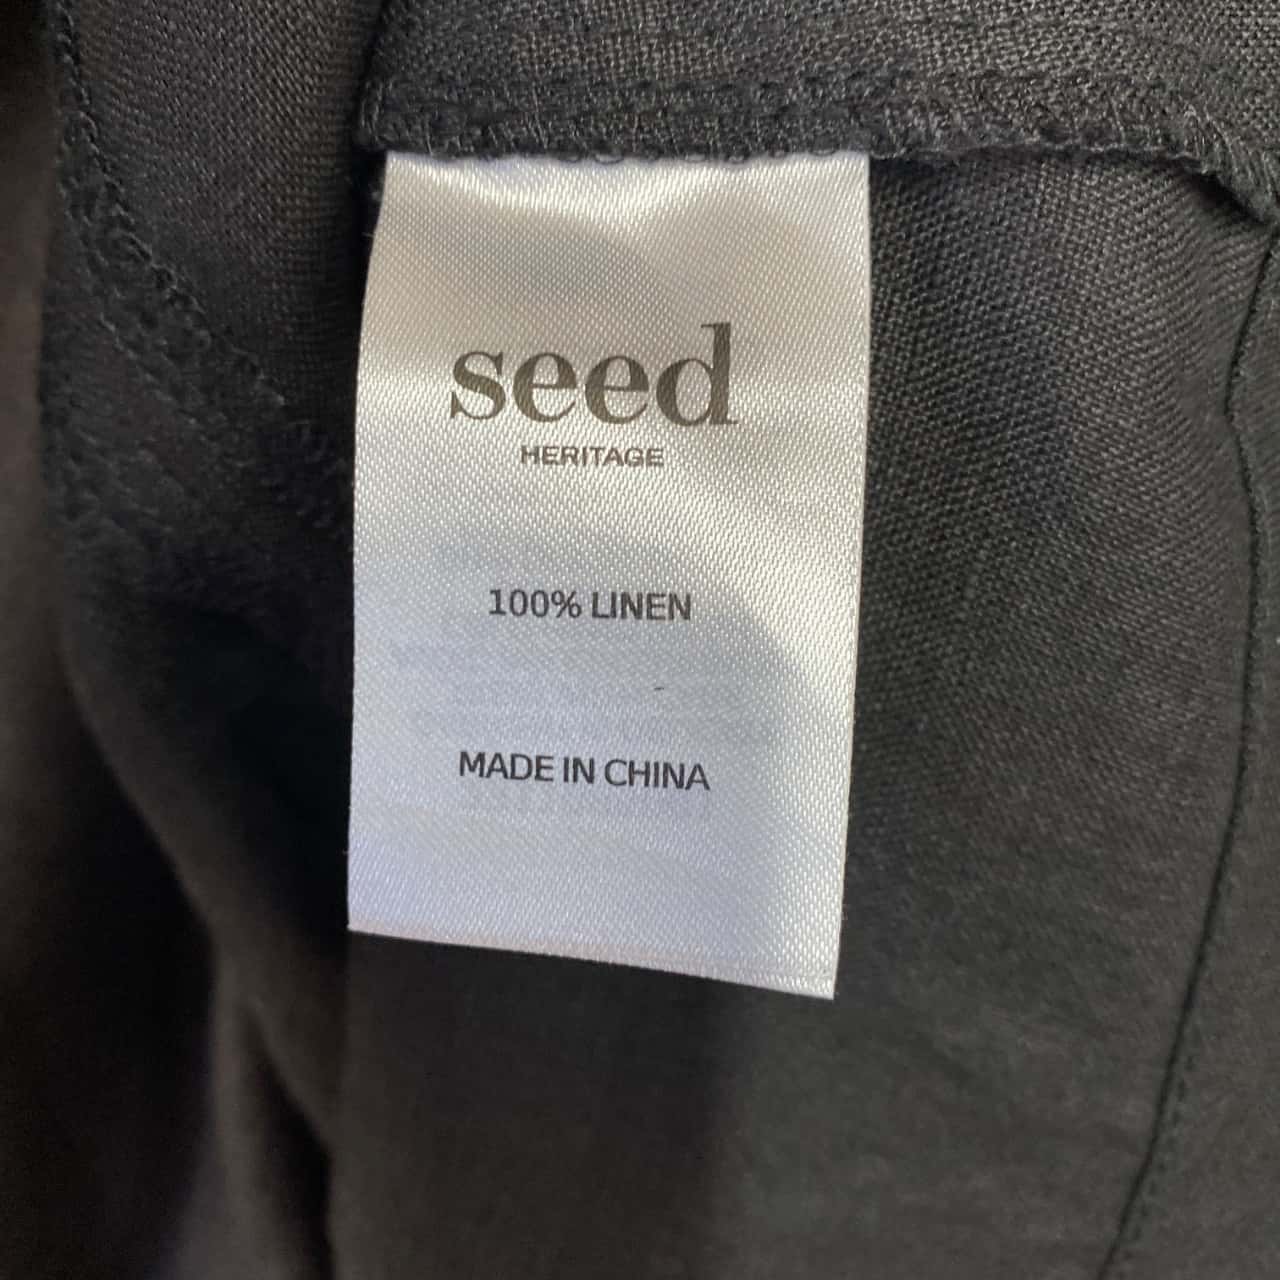 seed
HERITAGE
100% LINEN
MADE IN CHINA